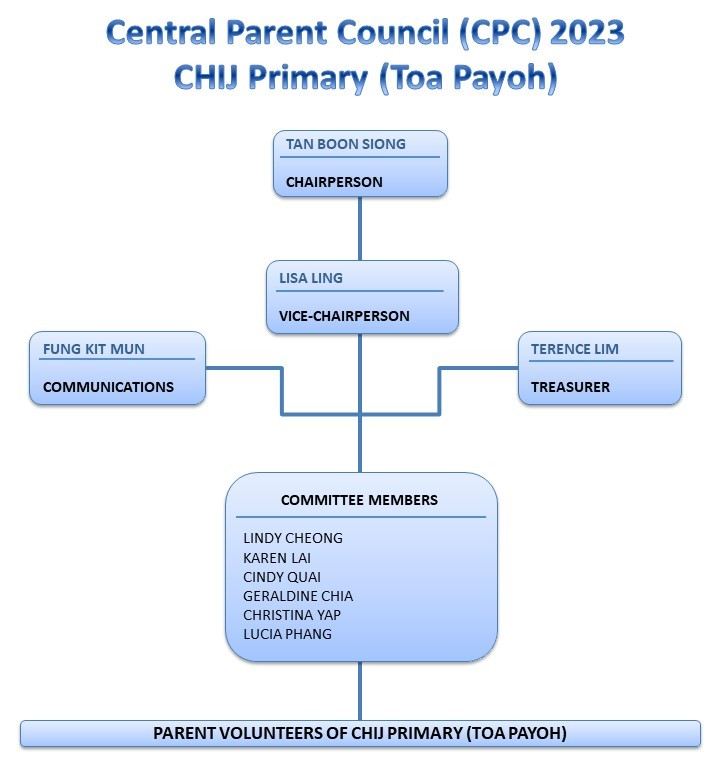 Central Parent Council (CPC) 2023
CHIJ Primary (Toa Payoh)
TAN BOON SIONG
CHAIRPERSON
LISA LING
VICE-CHAIRPERSON
FUNG KIT MUN
COMMUNICATIONS
TERENCE LIM
TREASURER
COMMITTEE MEMBERS
LINDY CHEONG
KAREN LAI
CINDY QUAI
GERALDINE CHIA
CHRISTINA YAP
LUCIA PHANG
PARENT VOLUNTEERS OF CHIJ PRIMARY (TOA PAYOH)